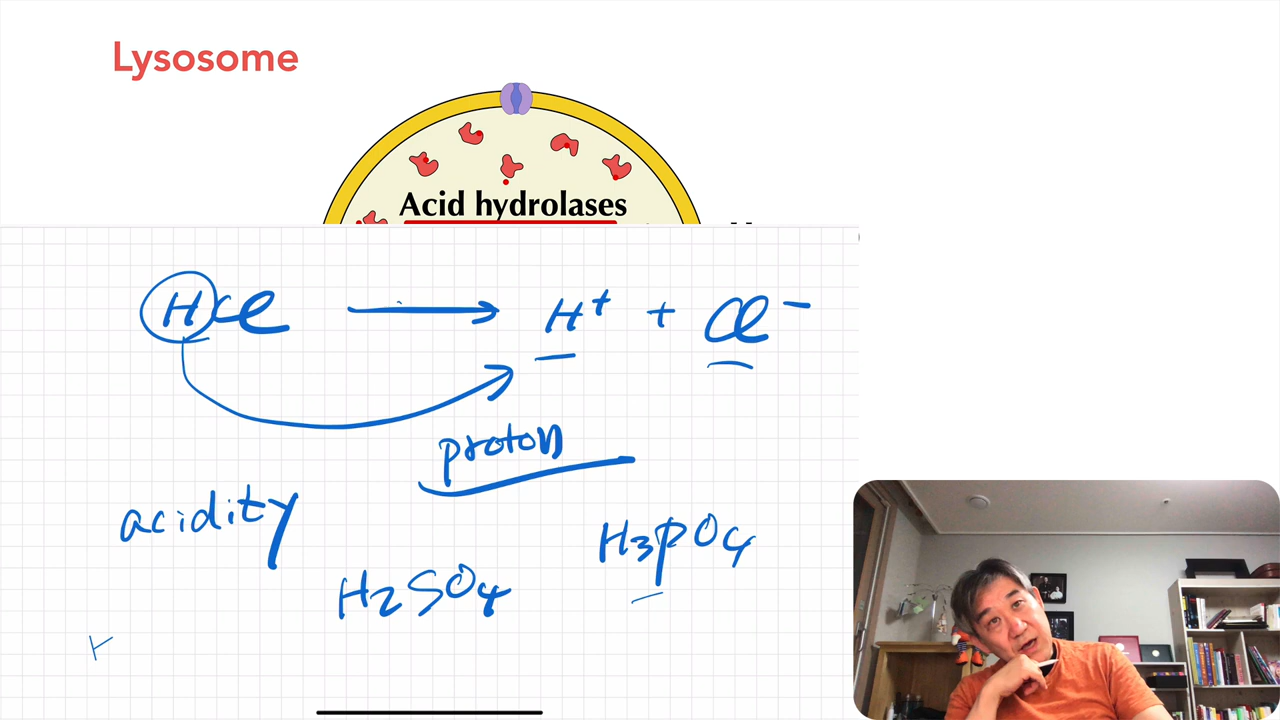 Lysosome
Acid hydrolases
HCl → H⁺ + Cl⁻
proton
acidity
H₃PO₄
H₂SO₄